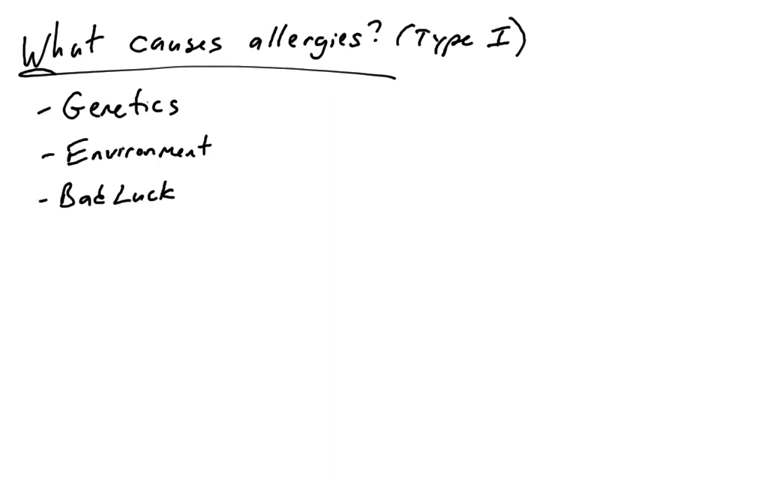 What causes allergies? (Type I)
- Genetics
- Environment
- Bad Luck